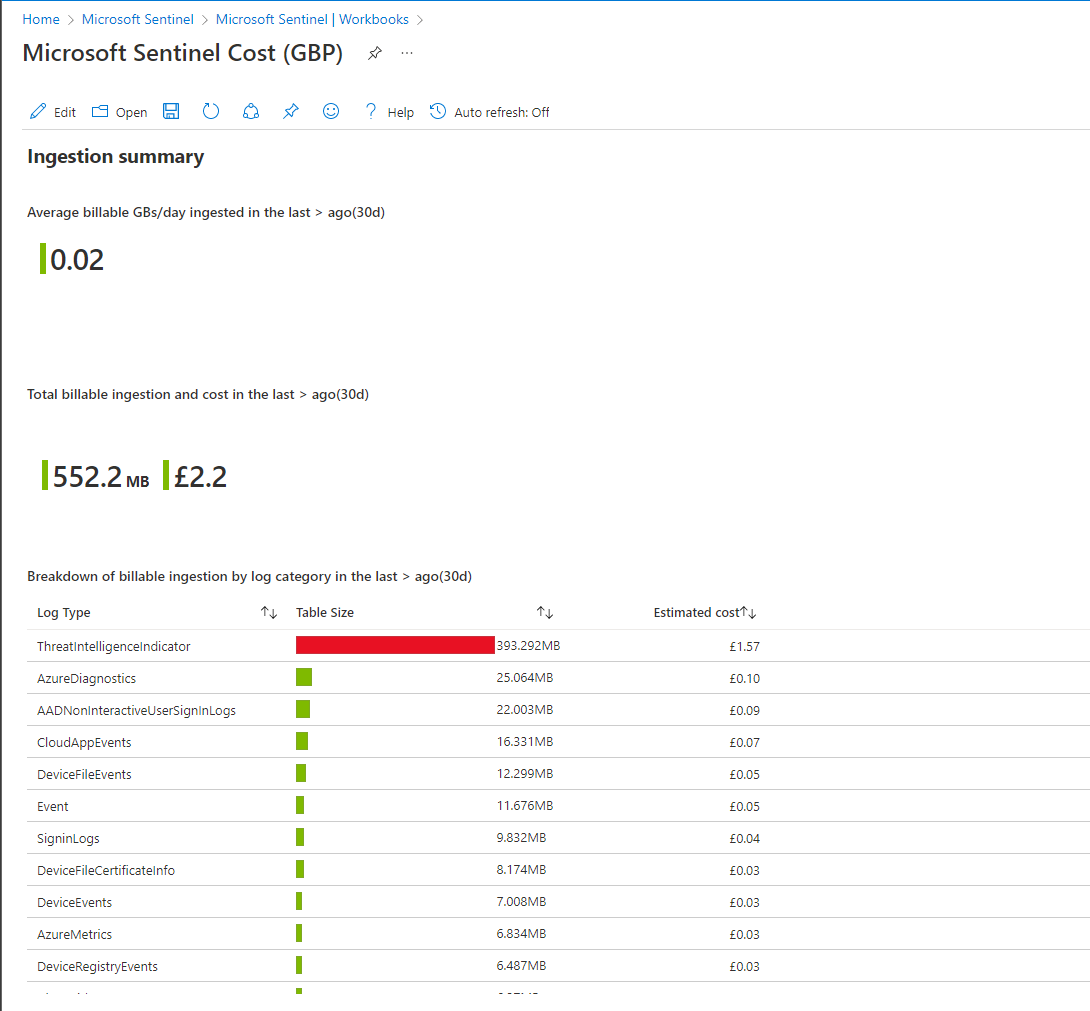 Home > Microsoft Sentinel > Microsoft Sentinel | Workbooks >
Microsoft Sentinel Cost (GBP) ...
Edit Open Help Auto refresh: Off
Ingestion summary
Average billable GBs/day ingested in the last > ago(30d)
0.02
Total billable ingestion and cost in the last > ago(30d)
552.2 MB £2.2
Breakdown of billable ingestion by log category in the last > ago(30d)
Log Type ↑↓ Table Size ↑↓ Estimated cost↑↓
ThreatIntelligenceIndicator 393.292MB £1.57
AzureDiagnostics 25.064MB £0.10
AADNonInteractiveUserSignInLogs 22.003MB £0.09
CloudAppEvents 16.331MB £0.07
DeviceFileEvents 12.299MB £0.05
Event 11.676MB £0.05
SigninLogs 9.832MB £0.04
DeviceFileCertificateInfo 8.174MB £0.03
DeviceEvents 7.008MB £0.03
AzureMetrics 6.834MB £0.03
DeviceRegistryEvents 6.487MB £0.03